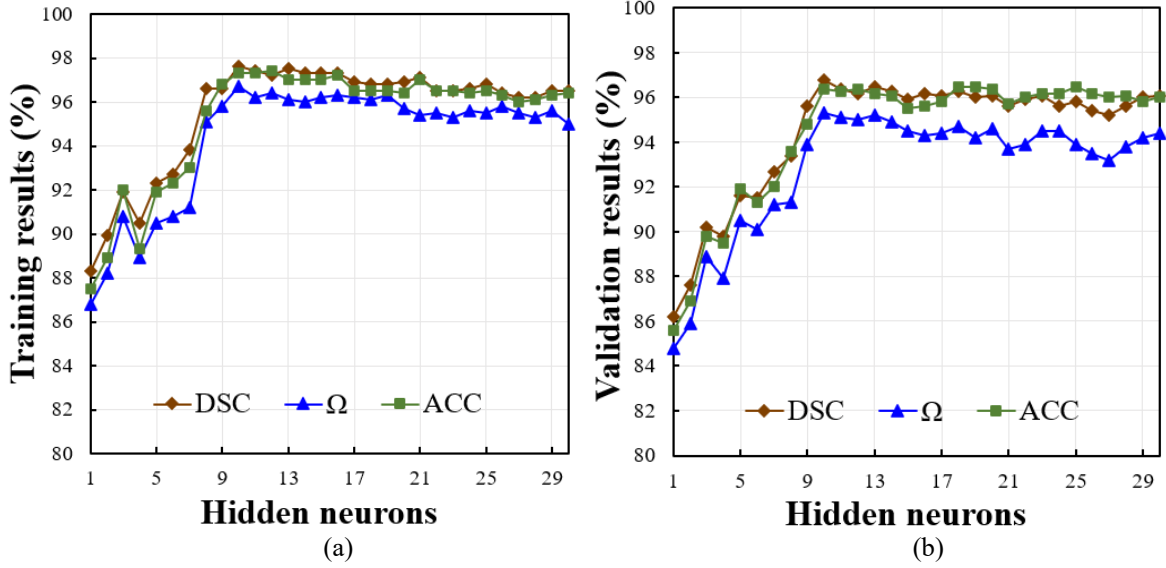 Training results (%)
100
98
96
94
92
90
88
86
84
82
80
DSC Ω ACC
1 5 9 13 17 21 25 29
Hidden neurons
(a)
Validation results (%)
100
98
96
94
92
90
88
86
84
82
80
DSC Ω ACC
1 5 9 13 17 21 25 29
Hidden neurons
(b)